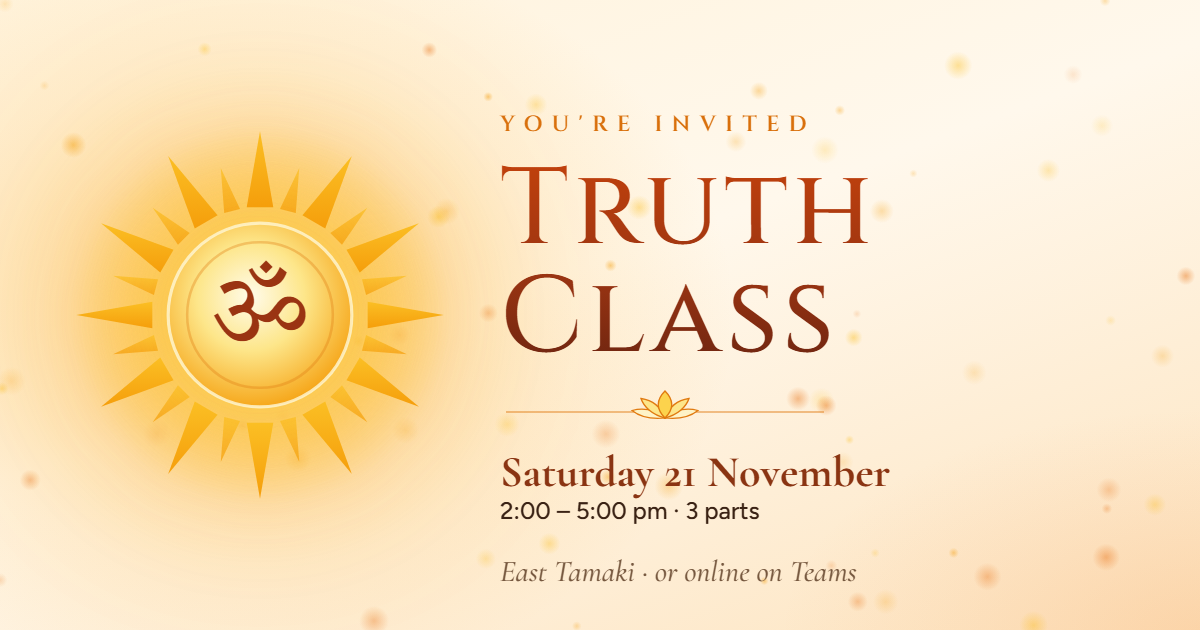 ॐ
YOU'RE INVITED
TRUTH
CLASS
Saturday 21 November
2:00 – 5:00 pm · 3 parts
East Tamaki · or online on Teams